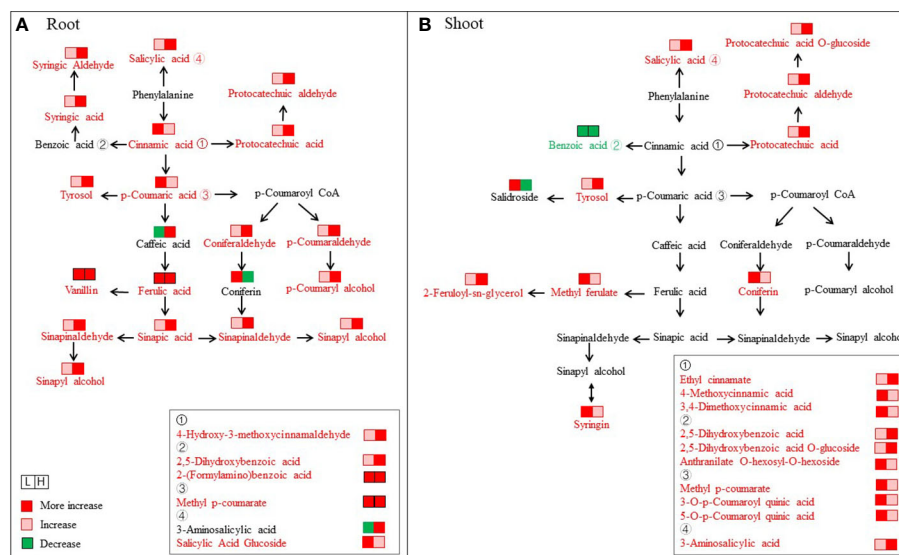 A Root
Syringic Aldehyde
Salicylic acid ④
Phenylalanine
Protocatechuic aldehyde
Syringic acid
Benzoic acid ②
Cinnamic acid ①
Protocatechuic acid
Tyrosol
p-Coumaric acid ③
p-Coumaroyl CoA
Caffeic acid
Coniferaldehyde
p-Coumaraldehyde
Vanillin
Ferulic acid
Coniferin
p-Coumaryl alcohol
Sinapinaldehyde
Sinapic acid
Sinapinaldehyde
Sinapyl alcohol
Sinapyl alcohol
①
4-Hydroxy-3-methoxycinnamaldehyde
②
2,5-Dihydroxybenzoic acid
2-(Formylamino)benzoic acid
③
Methyl p-coumarate
④
3-Aminosalicylic acid
Salicylic Acid Glucoside
L H
More increase
Increase
Decrease
B Shoot
Protocatechuic acid O-glucoside
Salicylic acid ④
Protocatechuic aldehyde
Phenylalanine
Benzoic acid ②
Cinnamic acid ①
Protocatechuic acid
Salidroside
Tyrosol
p-Coumaric acid ③
p-Coumaroyl CoA
Caffeic acid
Coniferaldehyde
p-Coumaraldehyde
2-Feruloyl-sn-glycerol
Methyl ferulate
Ferulic acid
Coniferin
p-Coumaryl alcohol
Sinapinaldehyde
Sinapic acid
Sinapinaldehyde
Sinapyl alcohol
Sinapyl alcohol
Syringin
①
Ethyl cinnamate
4-Methoxycinnamic acid
3,4-Dimethoxycinnamic acid
②
2,5-Dihydroxybenzoic acid
2,5-Dihydroxybenzoic acid O-glucoside
Anthranilate O-hexosyl-O-hexoside
③
Methyl p-coumarate
3-O-p-Coumaroyl quinic acid
5-O-p-Coumaroyl quinic acid
④
3-Aminosalicylic acid